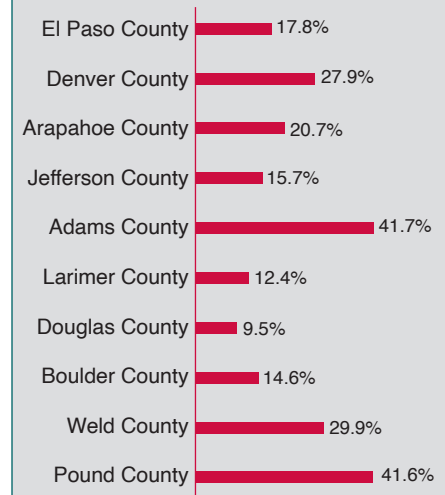 El Paso County 17.8%
Denver County 27.9%
Arapahoe County 20.7%
Jefferson County 15.7%
Adams County 41.7%
Larimer County 12.4%
Douglas County 9.5%
Boulder County 14.6%
Weld County 29.9%
Pound County 41.6%